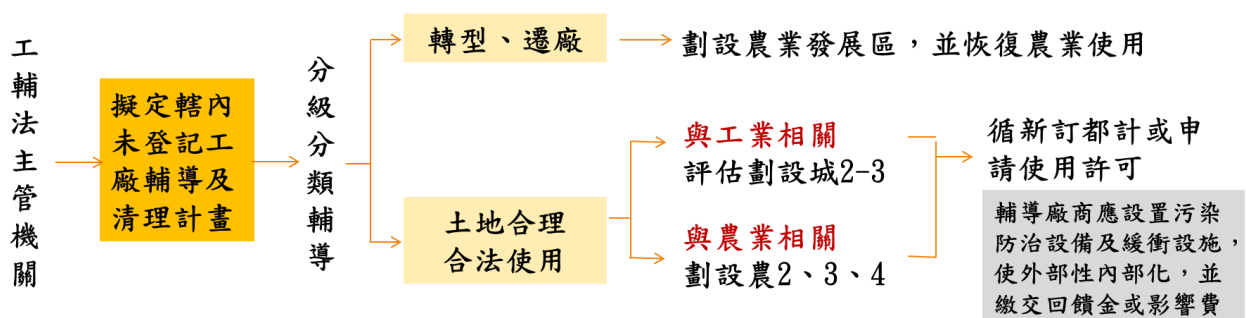 工輔法主管機關
擬定轄內
未登記工
廠輔導及
清理計畫
分級分類輔導
轉型、遷廠
劃設農業發展區，並恢復農業使用
土地合理
合法使用
與工業相關
評估劃設城2-3
與農業相關
劃設農2、3、4
循新訂都計或申
請使用許可
輔導廠商應設置污染
防治設備及緩衝設施，
使外部性內部化，並
繳交回饋金或影響費